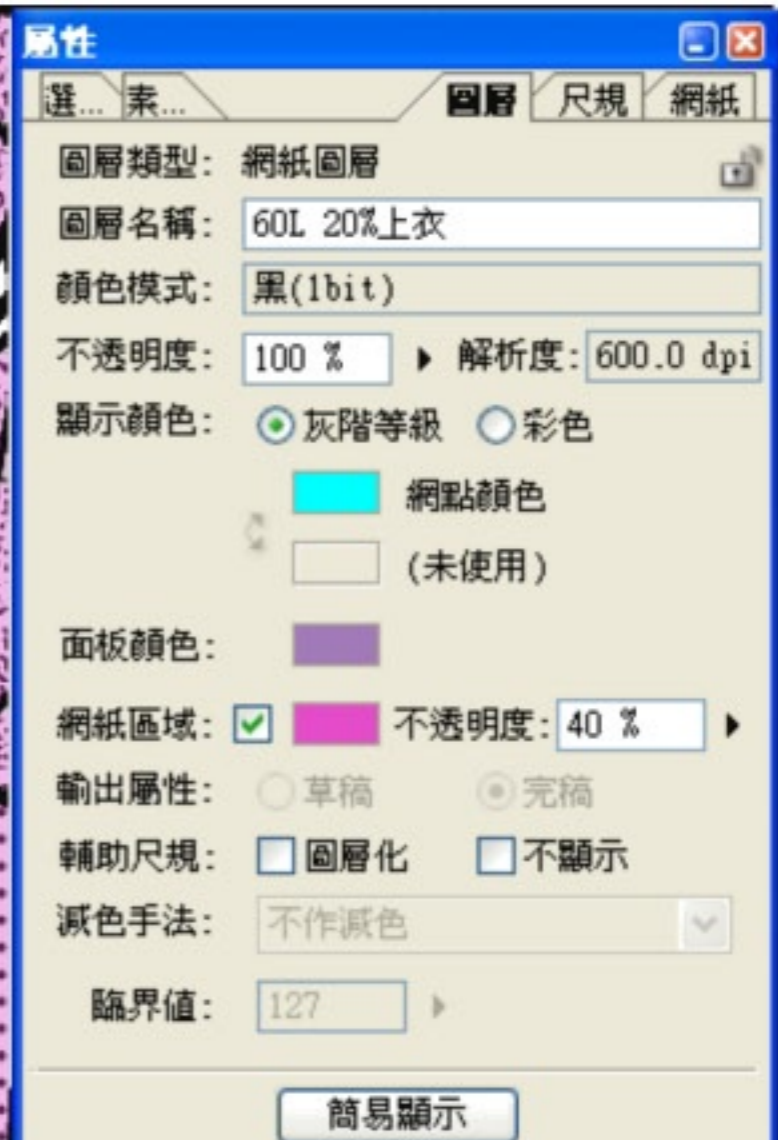 屬性
選... 素... 圖層 尺規 網紙
圖層類型: 網紙圖層
圖層名稱: 60L 20%上衣
顏色模式: 黑(1bit)
不透明度: 100 % 解析度: 600.0 dpi
顯示顏色: 灰階等級 彩色
網點顏色
(未使用)
面板顏色:
網紙區域: 不透明度: 40 %
輸出屬性: 草稿 完稿
輔助尺規: 圖層化 不顯示
減色手法: 不作減色
臨界值: 127
簡易顯示